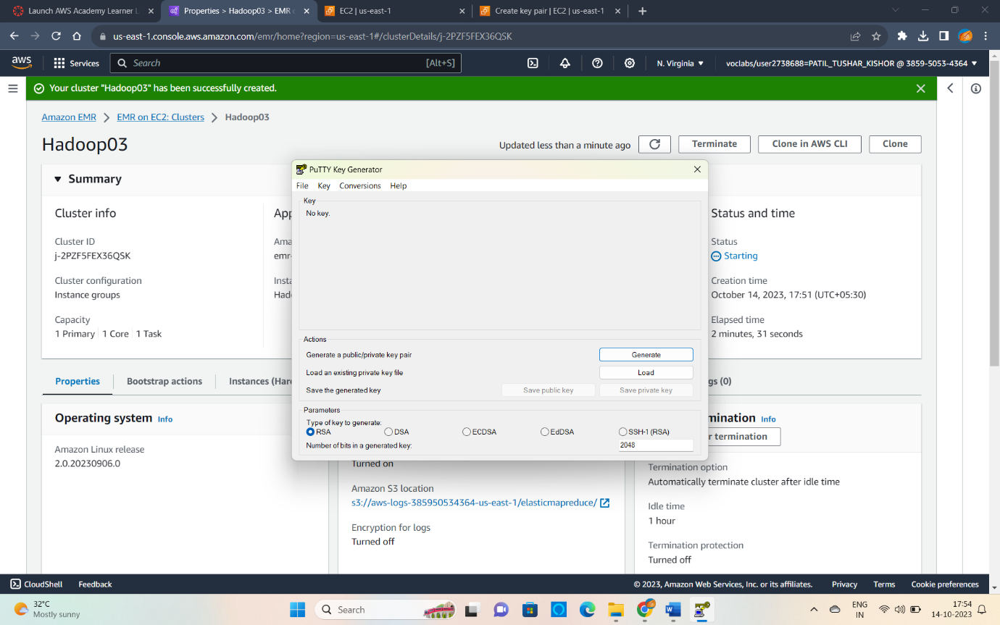 Launch AWS Academy Learner L
Properties > Hadoop03 > EMR o
EC2 | us-east-1
Create key pair | EC2 | us-east-1
us-east-1.console.aws.amazon.com/emr/home?region=us-east-1#/clusterDetails/j-2PZF5FEX36QSK
aws
Services
Search
[Alt+S]
N. Virginia
voclabs/user2738688=PATIL_TUSHAR_KISHOR @ 3859-5053-4364
Your cluster "Hadoop03" has been successfully created.
Amazon EMR
EMR on EC2: Clusters
Hadoop03
Hadoop03
Updated less than a minute ago
Terminate
Clone in AWS CLI
Clone
Summary
Cluster info
Cluster ID
j-2PZF5FEX36QSK
Cluster configuration
Instance groups
Capacity
1 Primary
1 Core
1 Task
App
Ama
emr-
Insta
Had
Status and time
Status
Starting
Creation time
October 14, 2023, 17:51 (UTC+05:30)
Elapsed time
2 minutes, 31 seconds
PuTTY Key Generator
File
Key
Conversions
Help
Key
No key.
Actions
Generate a public/private key pair
Generate
Load an existing private key file
Load
Save the generated key
Save public key
Save private key
Parameters
Type of key to generate:
RSA
DSA
ECDSA
EdDSA
SSH-1 (RSA)
Number of bits in a generated key:
2048
Properties
Bootstrap actions
Instances (Har
gs (0)
Operating system
Info
Amazon Linux release
2.0.20230906.0
Turned on
Amazon S3 location
s3://aws-logs-385950534364-us-east-1/elasticmapreduce/
Encryption for logs
Turned off
mination
Info
r termination
Termination option
Automatically terminate cluster after idle time
Idle time
1 hour
Termination protection
Turned off
CloudShell
Feedback
© 2023, Amazon Web Services, Inc. or its affiliates.
Privacy
Terms
Cookie preferences
32°C
Mostly sunny
Search
ENG
IN
17:54
14-10-2023